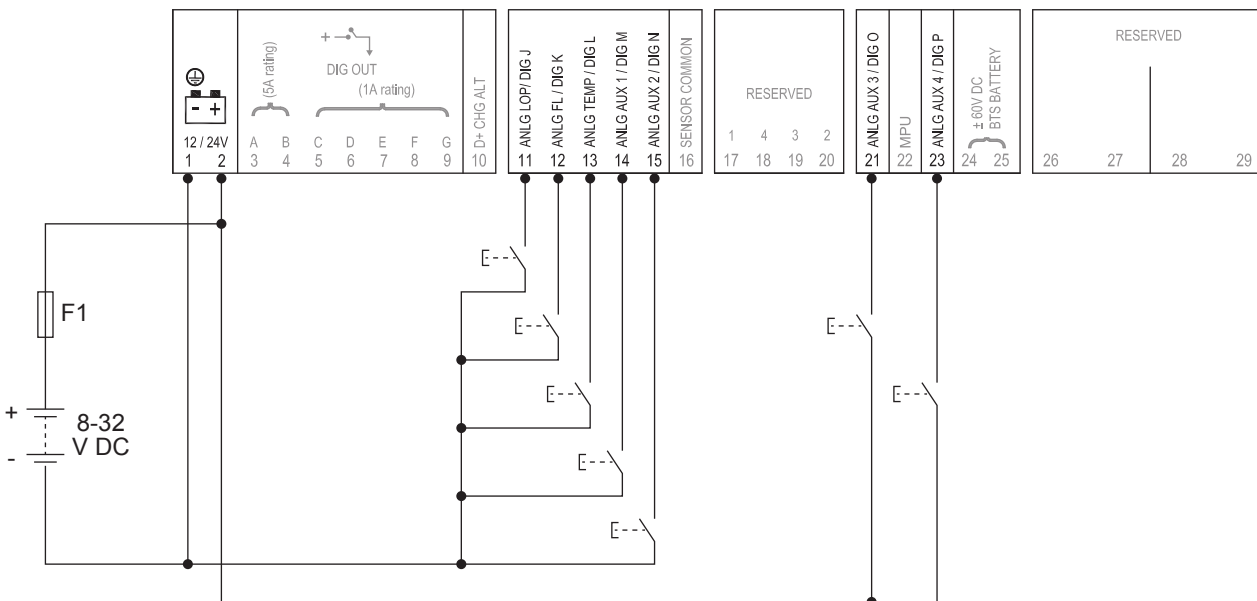 - +
12 / 24V
1 2
(5A rating)
A B
3 4
+
DIG OUT
(1A rating)
C D E F G
5 6 7 8 9
D+ CHG ALT
10
ANLG LOP/ DIG J
11
ANLG FL / DIG K
12
ANLG TEMP / DIG L
13
ANLG AUX 1 / DIG M
14
ANLG AUX 2 / DIG N
15
SENSOR COMMON
16
RESERVED
1 4 3 2
17 18 19 20
ANLG AUX 3 / DIG O
21
MPU
22
ANLG AUX 4 / DIG P
23
± 60V DC
BTS BATTERY
24 25
RESERVED
26 27 28 29
F1
+
8-32
V DC
-